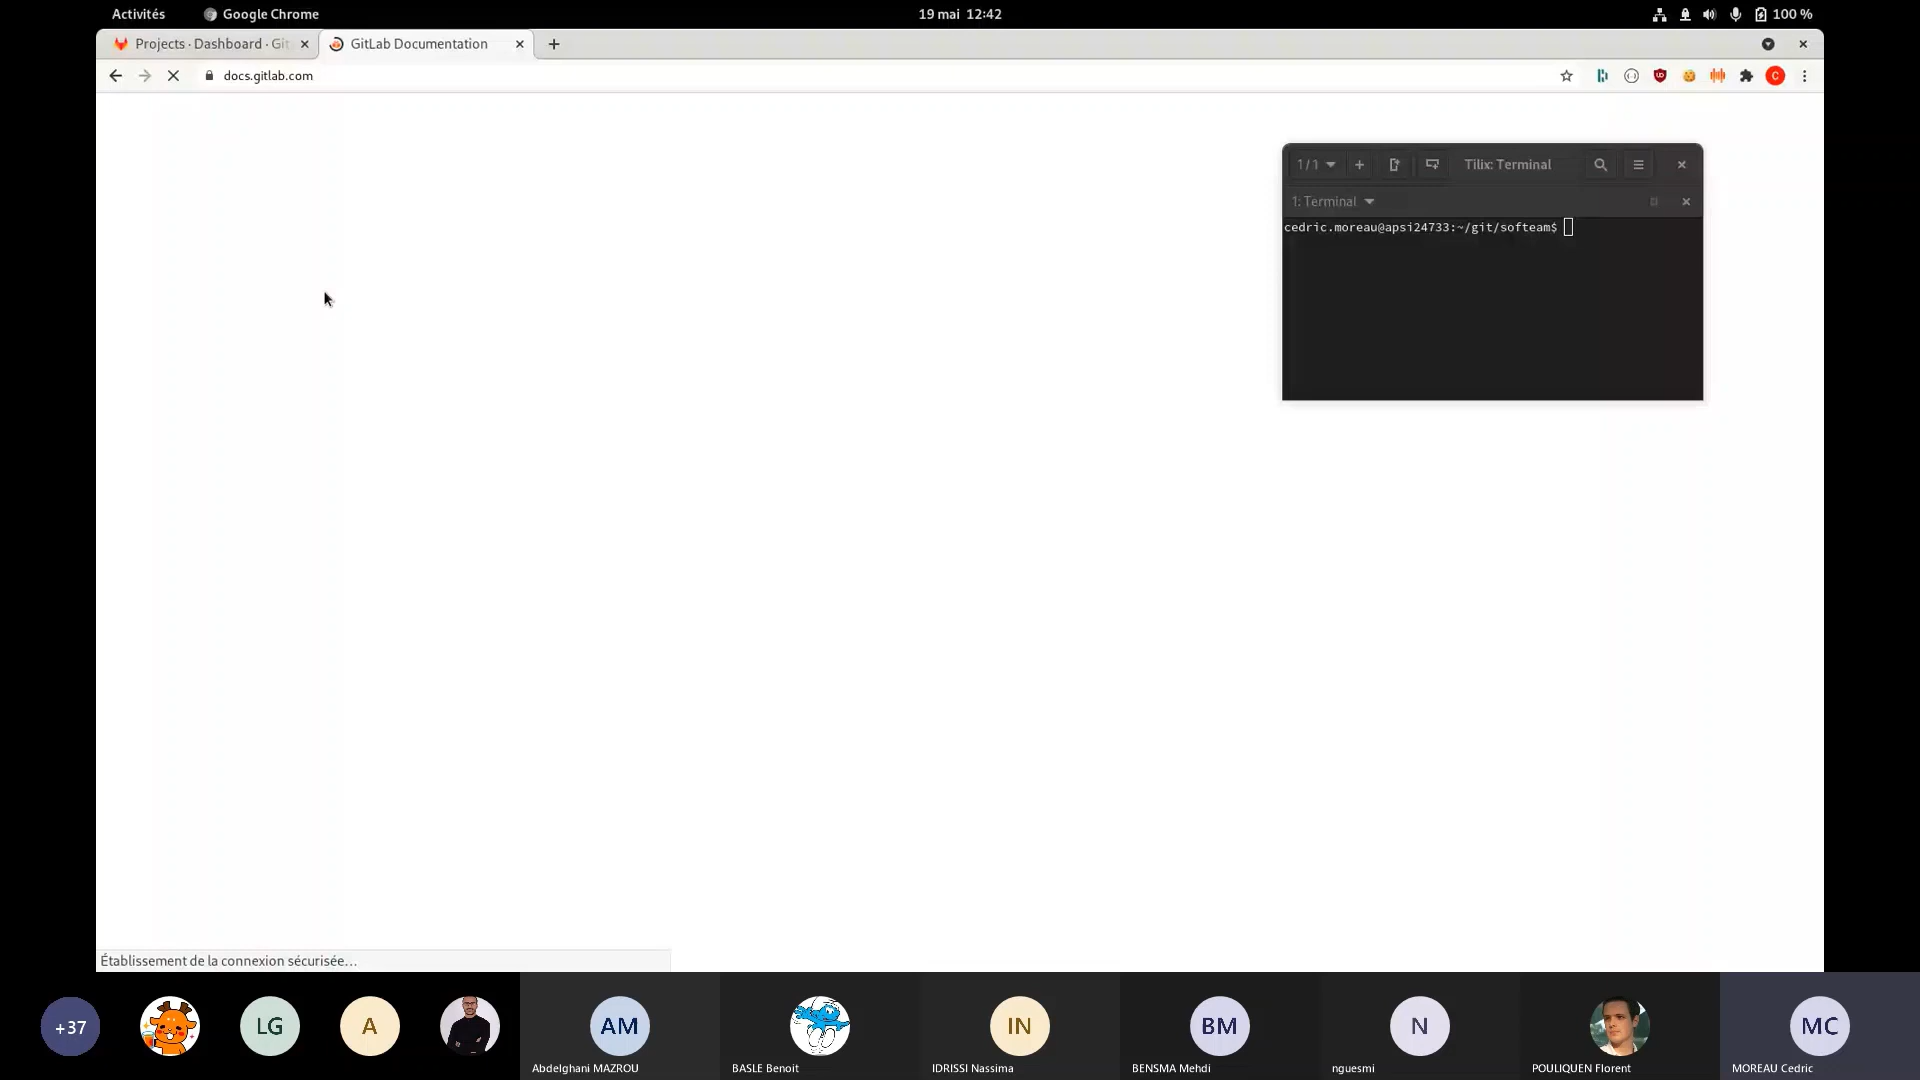 Activités
Google Chrome
19 mai 12:42
100 %
Projects · Dashboard · Git
GitLab Documentation
docs.gitlab.com
C
1 / 1
Tilix: Terminal
1: Terminal
cedric.moreau@apsi24733:~/git/softeam$
Établissement de la connexion sécurisée…
+37
LG
A
AM
IN
BM
N
MC
Abdelghani MAZROU
BASLE Benoit
IDRISSI Nassima
BENSMA Mehdi
nguesmi
POULIQUEN Florent
MOREAU Cedric